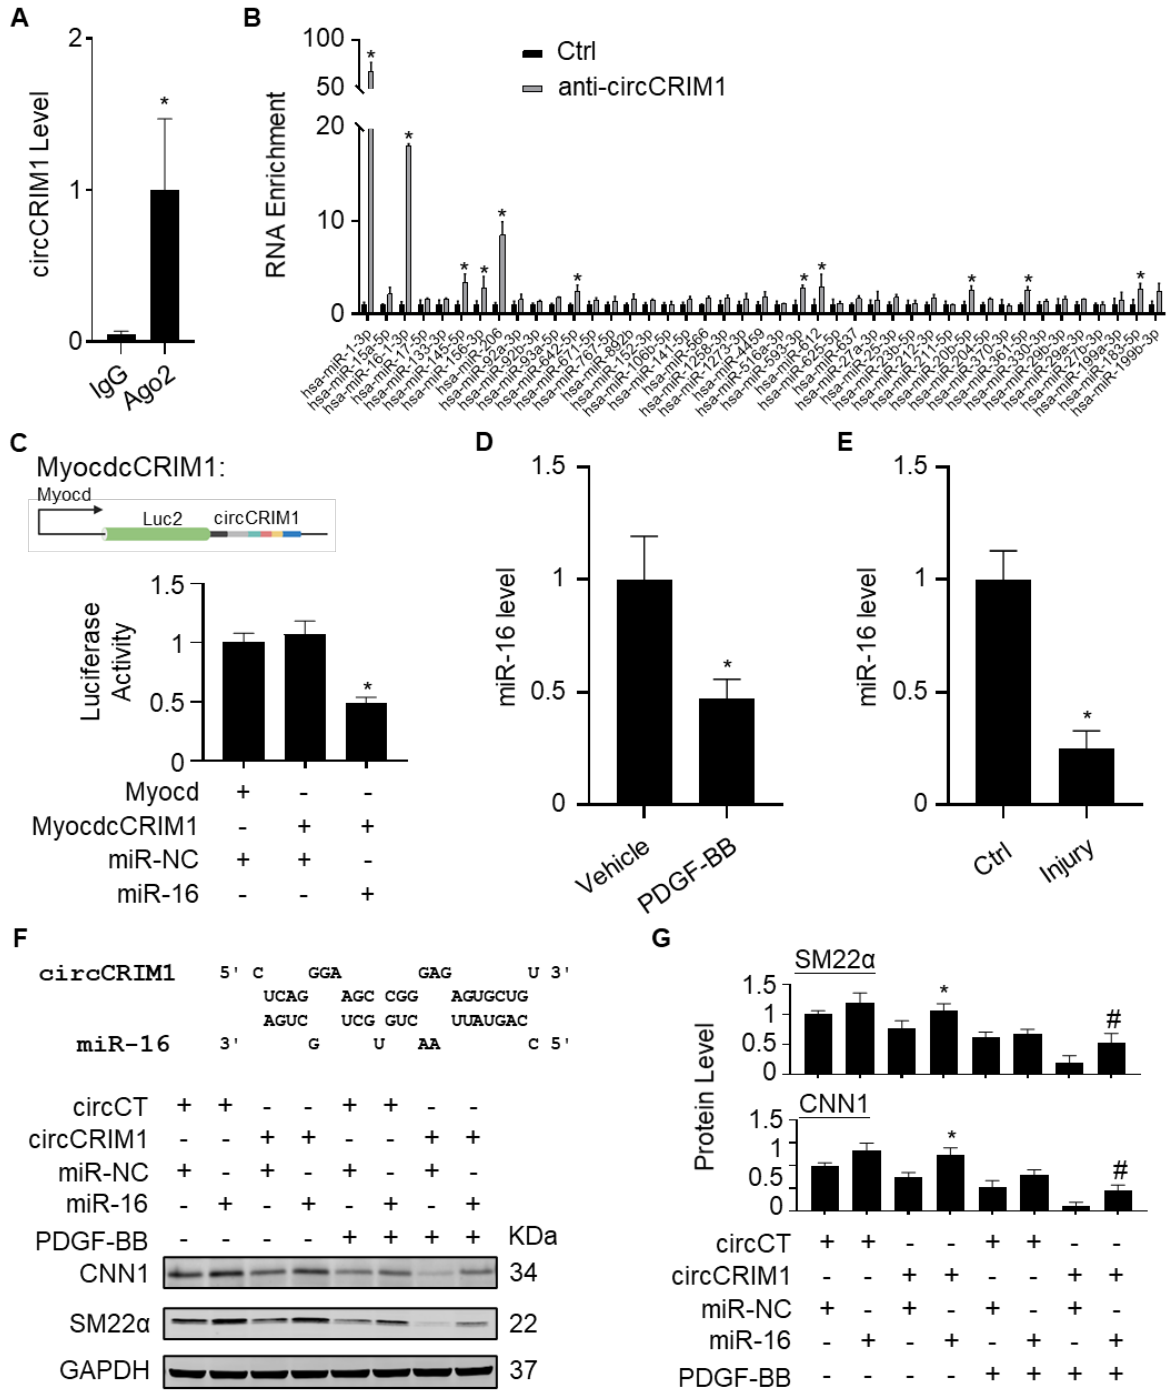 A
2
1
0
circCRIM1 Level
*
IgG
Ago2
B
100
50
20
10
0
RNA Enrichment
Ctrl
anti-circCRIM1
* * * * * * * * * * *
hsa-miR-1-3p
hsa-miR-15a-5p
hsa-miR-16-1-3p
hsa-miR-17-5p
hsa-miR-133-3p
hsa-miR-145-5p
hsa-miR-156-3p
hsa-miR-206
hsa-miR-92a-3p
hsa-miR-92b-3p
hsa-miR-93a-5p
hsa-miR-642-5p
hsa-miR-671-5p
hsa-miR-767-5p
hsa-miR-892b
hsa-miR-152-3p
hsa-miR-106b-5p
hsa-miR-141-5p
hsa-miR-566
hsa-miR-1258-3p
hsa-miR-1273-3p
hsa-miR-4459
hsa-miR-516a-3p
hsa-miR-593-3p
hsa-miR-612
hsa-miR-625-5p
hsa-miR-637
hsa-miR-27a-3p
hsa-miR-25-3p
hsa-miR-23b-5p
hsa-miR-212-3p
hsa-miR-211-5p
hsa-miR-20b-5p
hsa-miR-204-5p
hsa-miR-370-3p
hsa-miR-361-5p
hsa-miR-330-3p
hsa-miR-29b-3p
hsa-miR-29a-3p
hsa-miR-27b-3p
hsa-miR-199a-3p
hsa-miR-183-5p
hsa-miR-199b-3p
C
MyocdcCRIM1:
Myocd
Luc2
circCRIM1
1.5
1
0.5
0
Luciferase
Activity
*
Myocd + - -
MyocdcCRIM1 - + +
miR-NC + + -
miR-16 - - +
D
1.5
1
0.5
0
miR-16 level
*
Vehicle
PDGF-BB
E
1.5
1
0.5
0
miR-16 level
*
Ctrl
Injury
F
circCRIM1 5' C GGA GAG U 3'
UCAG AGC CGG AGUGCUG
AGUC UCG GUC UUAUGAC
miR-16 3' G U AA C 5'
circCT + + - - + + - -
circCRIM1 - - + + - - + +
miR-NC + - + - + - + -
miR-16 - + - + - + - +
PDGF-BB - - - - + + + + KDa
CNN1 34
SM22α 22
GAPDH 37
G
Protein Level
SM22α
1.5
1
0.5
0
* #
CNN1
1.5
1
0.5
0
* #
circCT + + - - + + - -
circCRIM1 - - + + - - + +
miR-NC + - + - + - + -
miR-16 - + - + - + - +
PDGF-BB - - - - + + + +